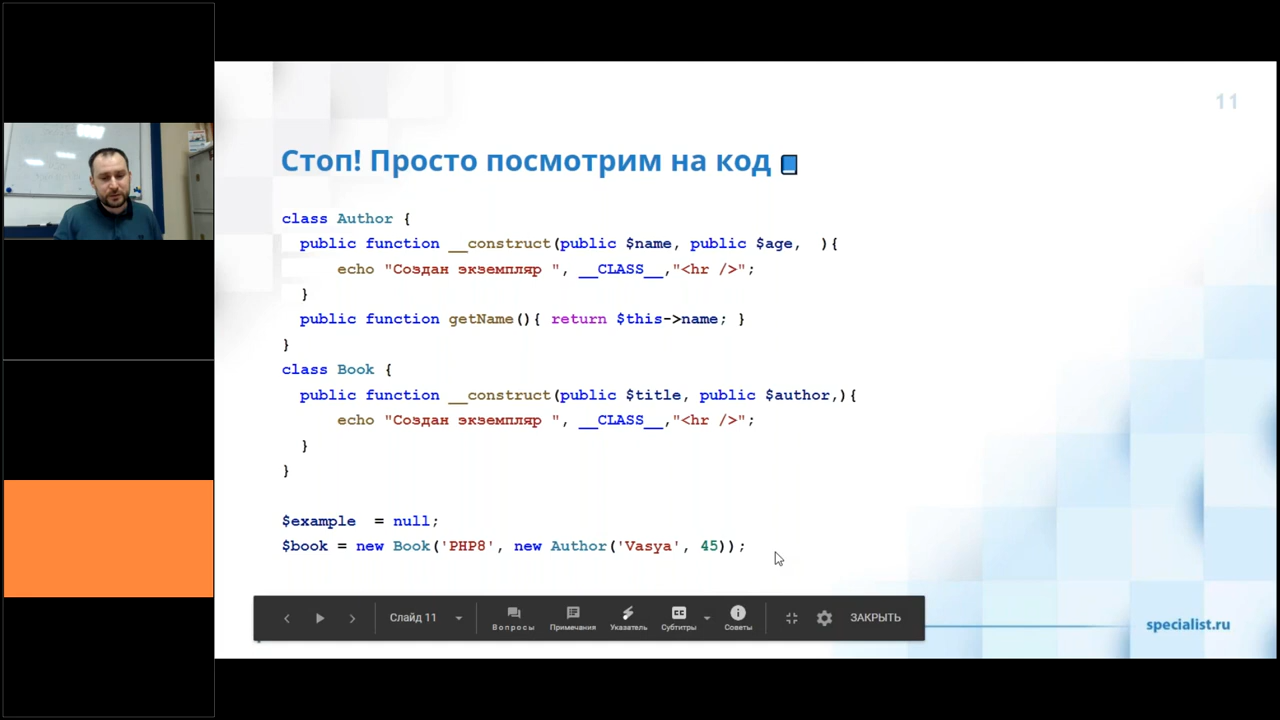 11
Стоп! Просто посмотрим на код
class Author {
public function __construct(public $name, public $age,  ){
echo "Создан экземпляр ", __CLASS__,"<hr />";
}
public function getName(){ return $this->name; }
}
class Book {
public function __construct(public $title, public $author,){
echo "Создан экземпляр ", __CLASS__,"<hr />";
}
}
$example  = null;
$book = new Book('PHP8', new Author('Vasya', 45));
Слайд 11
Вопросы
Примечания
Указатель
Субтитры
Советы
ЗАКРЫТЬ
specialist.ru